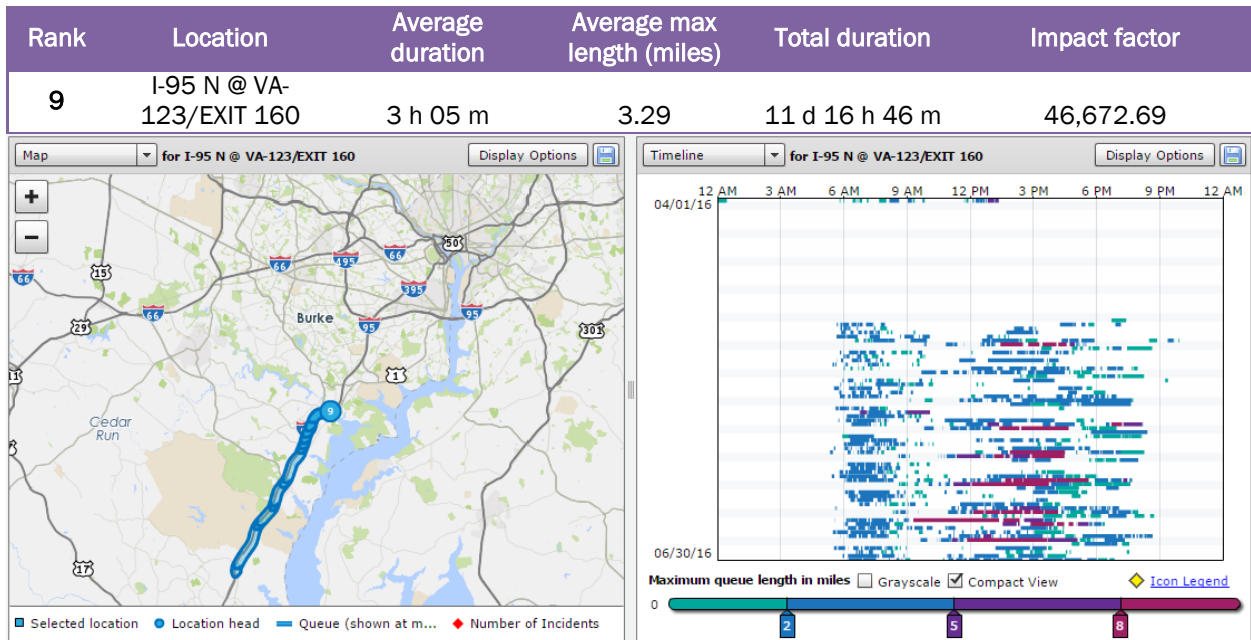 Rank
Location
Average
duration
Average max
length (miles)
Total duration
Impact factor
9
I-95 N @ VA-
123/EXIT 160
3 h 05 m
3.29
11 d 16 h 46 m
46,672.69
Map
for I-95 N @ VA-123/EXIT 160
Display Options
+
−
50
66
495
66
15
66
395
66
95
95
Burke
29
301
1
11
9
Cedar
Run
17
Selected location
Location head
Queue (shown at m...
Number of Incidents
Timeline
for I-95 N @ VA-123/EXIT 160
Display Options
12 AM 3 AM 6 AM 9 AM 12 PM 3 PM 6 PM 9 PM 12 AM
04/01/16
06/30/16
Maximum queue length in miles
Grayscale
Compact View
Icon Legend
0
2
5
8